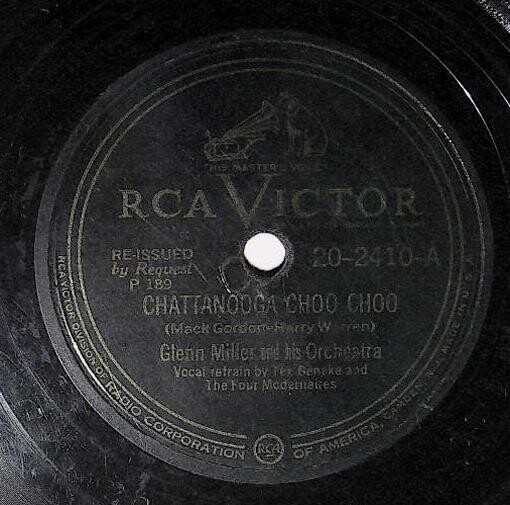 "HIS MASTER'S VOICE"
RCA VICTOR
RE-ISSUED
by Request
P 189
20-2410-A
CHATTANOOGA CHOO CHOO
(Mack Gordon-Harry Warren)
Glenn Miller and his Orchestra
Vocal refrain by Tex Beneke and
The Four Modernaires
RCA VICTOR DIVISION OF RADIO CORPORATION OF AMERICA, CAMDEN, N.J. MADE IN U.S.
RCA